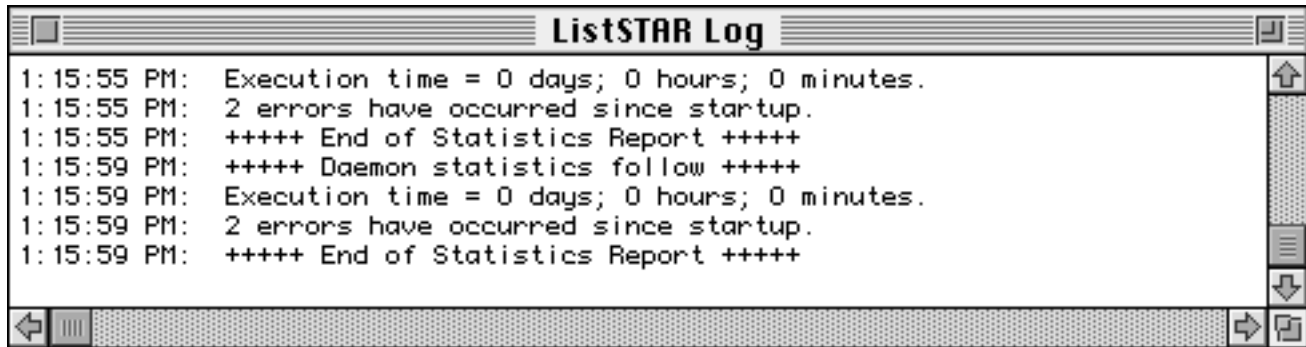 ListSTAR Log
1:15:55 PM: Execution time = 0 days; 0 hours; 0 minutes.
1:15:55 PM: 2 errors have occurred since startup.
1:15:55 PM: +++++ End of Statistics Report +++++
1:15:59 PM: +++++ Daemon statistics follow +++++
1:15:59 PM: Execution time = 0 days; 0 hours; 0 minutes.
1:15:59 PM: 2 errors have occurred since startup.
1:15:59 PM: +++++ End of Statistics Report +++++